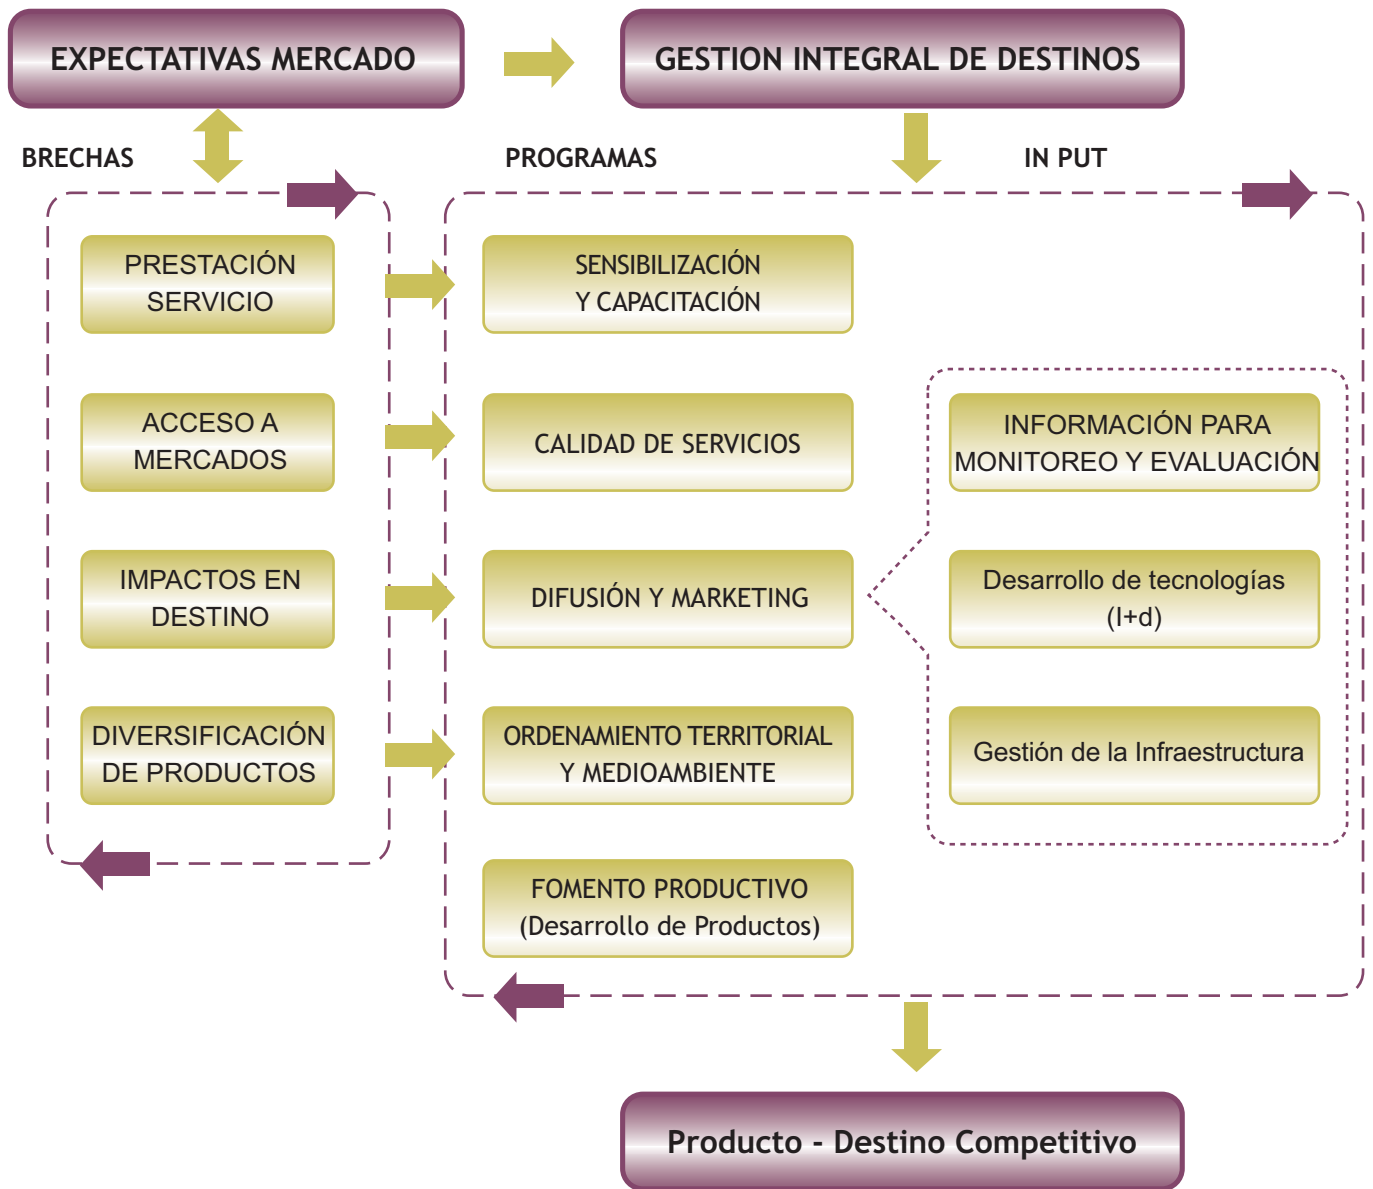 EXPECTATIVAS MERCADO
GESTION INTEGRAL DE DESTINOS
BRECHAS
PROGRAMAS
IN PUT
PRESTACIÓN
SERVICIO
ACCESO A
MERCADOS
IMPACTOS EN
DESTINO
DIVERSIFICACIÓN
DE PRODUCTOS
SENSIBILIZACIÓN
Y CAPACITACIÓN
CALIDAD DE SERVICIOS
DIFUSIÓN Y MARKETING
ORDENAMIENTO TERRITORIAL
Y MEDIOAMBIENTE
FOMENTO PRODUCTIVO
(Desarrollo de Productos)
INFORMACIÓN PARA
MONITOREO Y EVALUACIÓN
Desarrollo de tecnologías
(I+d)
Gestión de la Infraestructura
Producto - Destino Competitivo